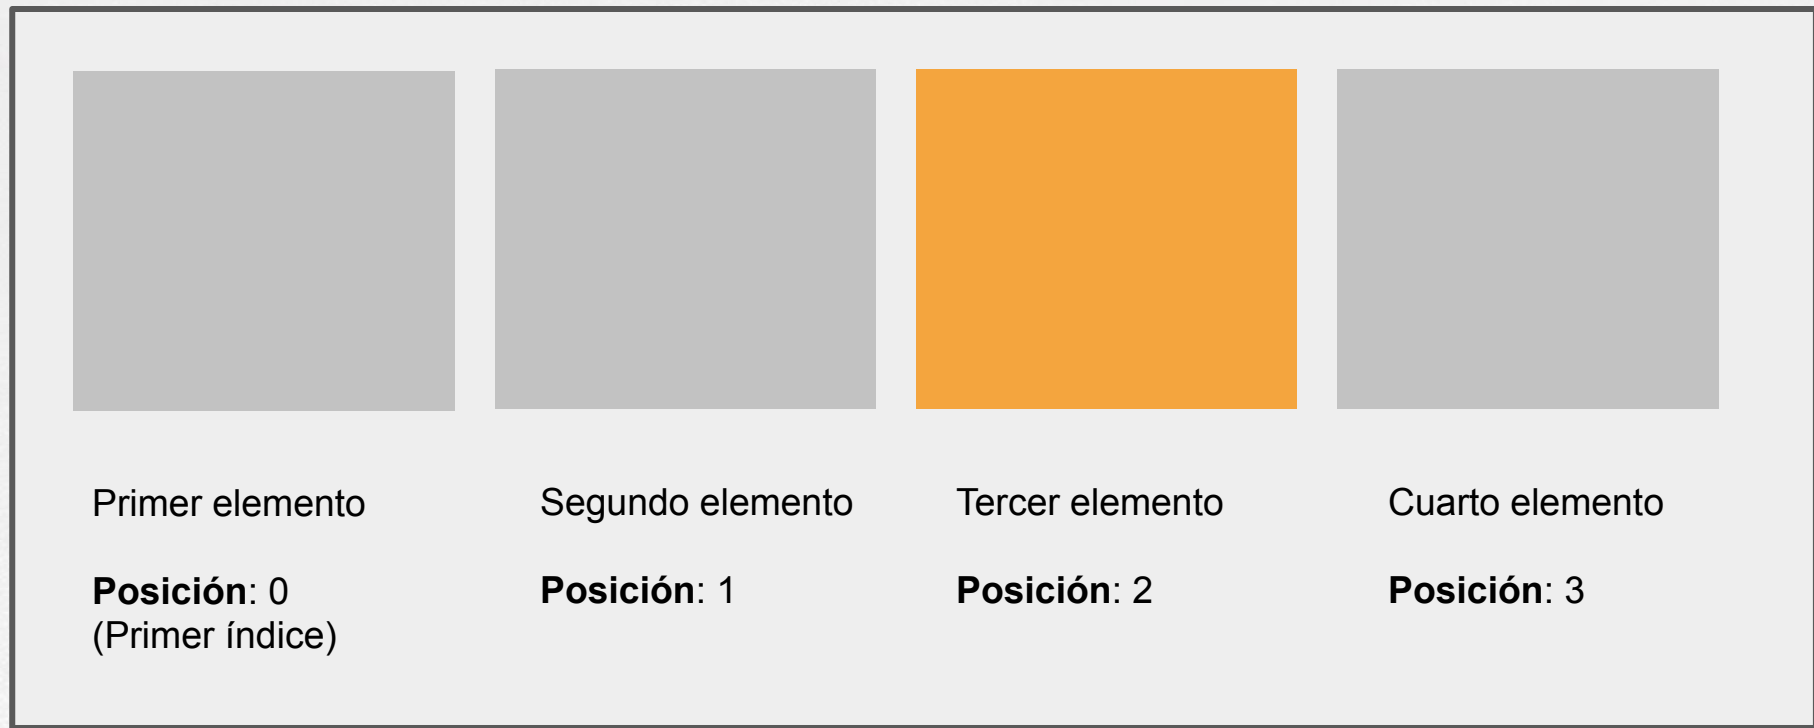 Primer elemento
Posición: 0
(Primer índice)
Segundo elemento
Posición: 1
Tercer elemento
Posición: 2
Cuarto elemento
Posición: 3